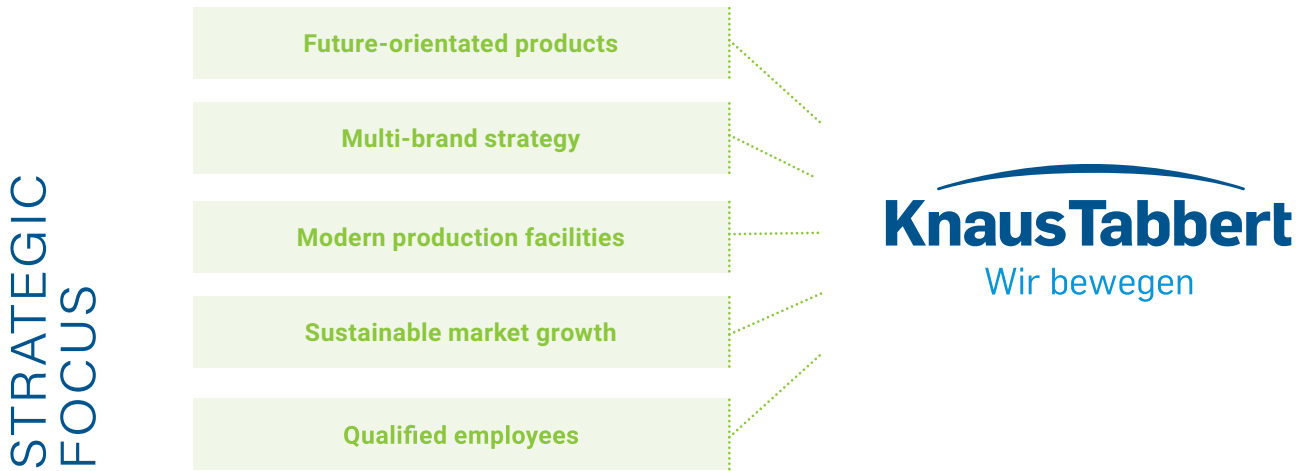 STRATEGIC
FOCUS
Future-orientated products
Multi-brand strategy
Modern production facilities
Sustainable market growth
Qualified employees
KnausTabbert
Wir bewegen